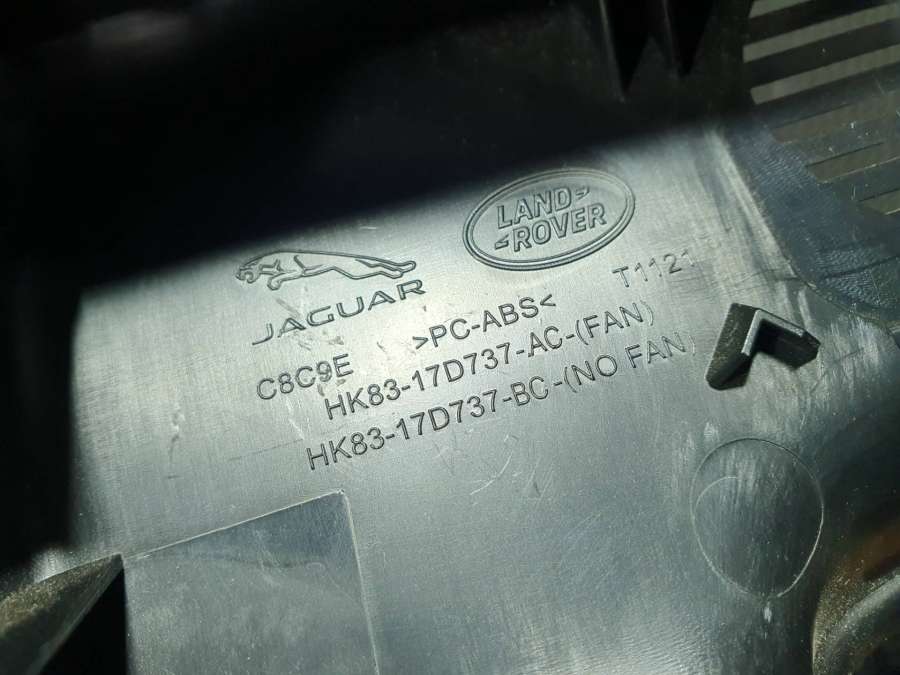 LAND
ROVER
JAGUAR
C8C9E >PC-ABS< T1121
HK83-17D737-AC-(FAN)
HK83-17D737-BC-(NO FAN)